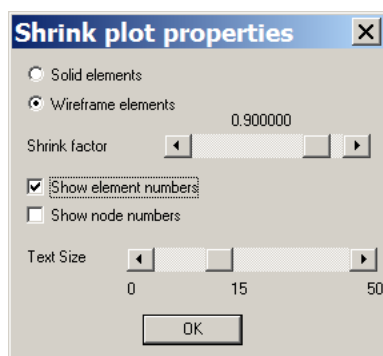 Shrink plot properties
Solid elements
Wireframe elements
0.900000
Shrink factor
Show element numbers
Show node numbers
Text Size
0 15 50
OK